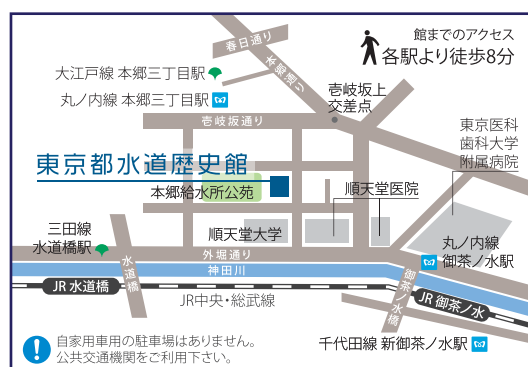 館までのアクセス
各駅より徒歩8分
春日通り
本郷通り
大江戸線 本郷三丁目駅
丸ノ内線 本郷三丁目駅
壱岐坂上
交差点
壱岐坂通り
東京医科
歯科大学
附属病院
東京都水道歴史館
本郷給水所公苑
順天堂医院
順天堂大学
三田線
水道橋駅
外堀通り
神田川
丸ノ内線
御茶ノ水駅
水道橋
御茶ノ水橋
JR 水道橋
JR中央・総武線
JR 御茶ノ水
千代田線 新御茶ノ水駅
自家用車用の駐車場はありません。
公共交通機関をご利用下さい。